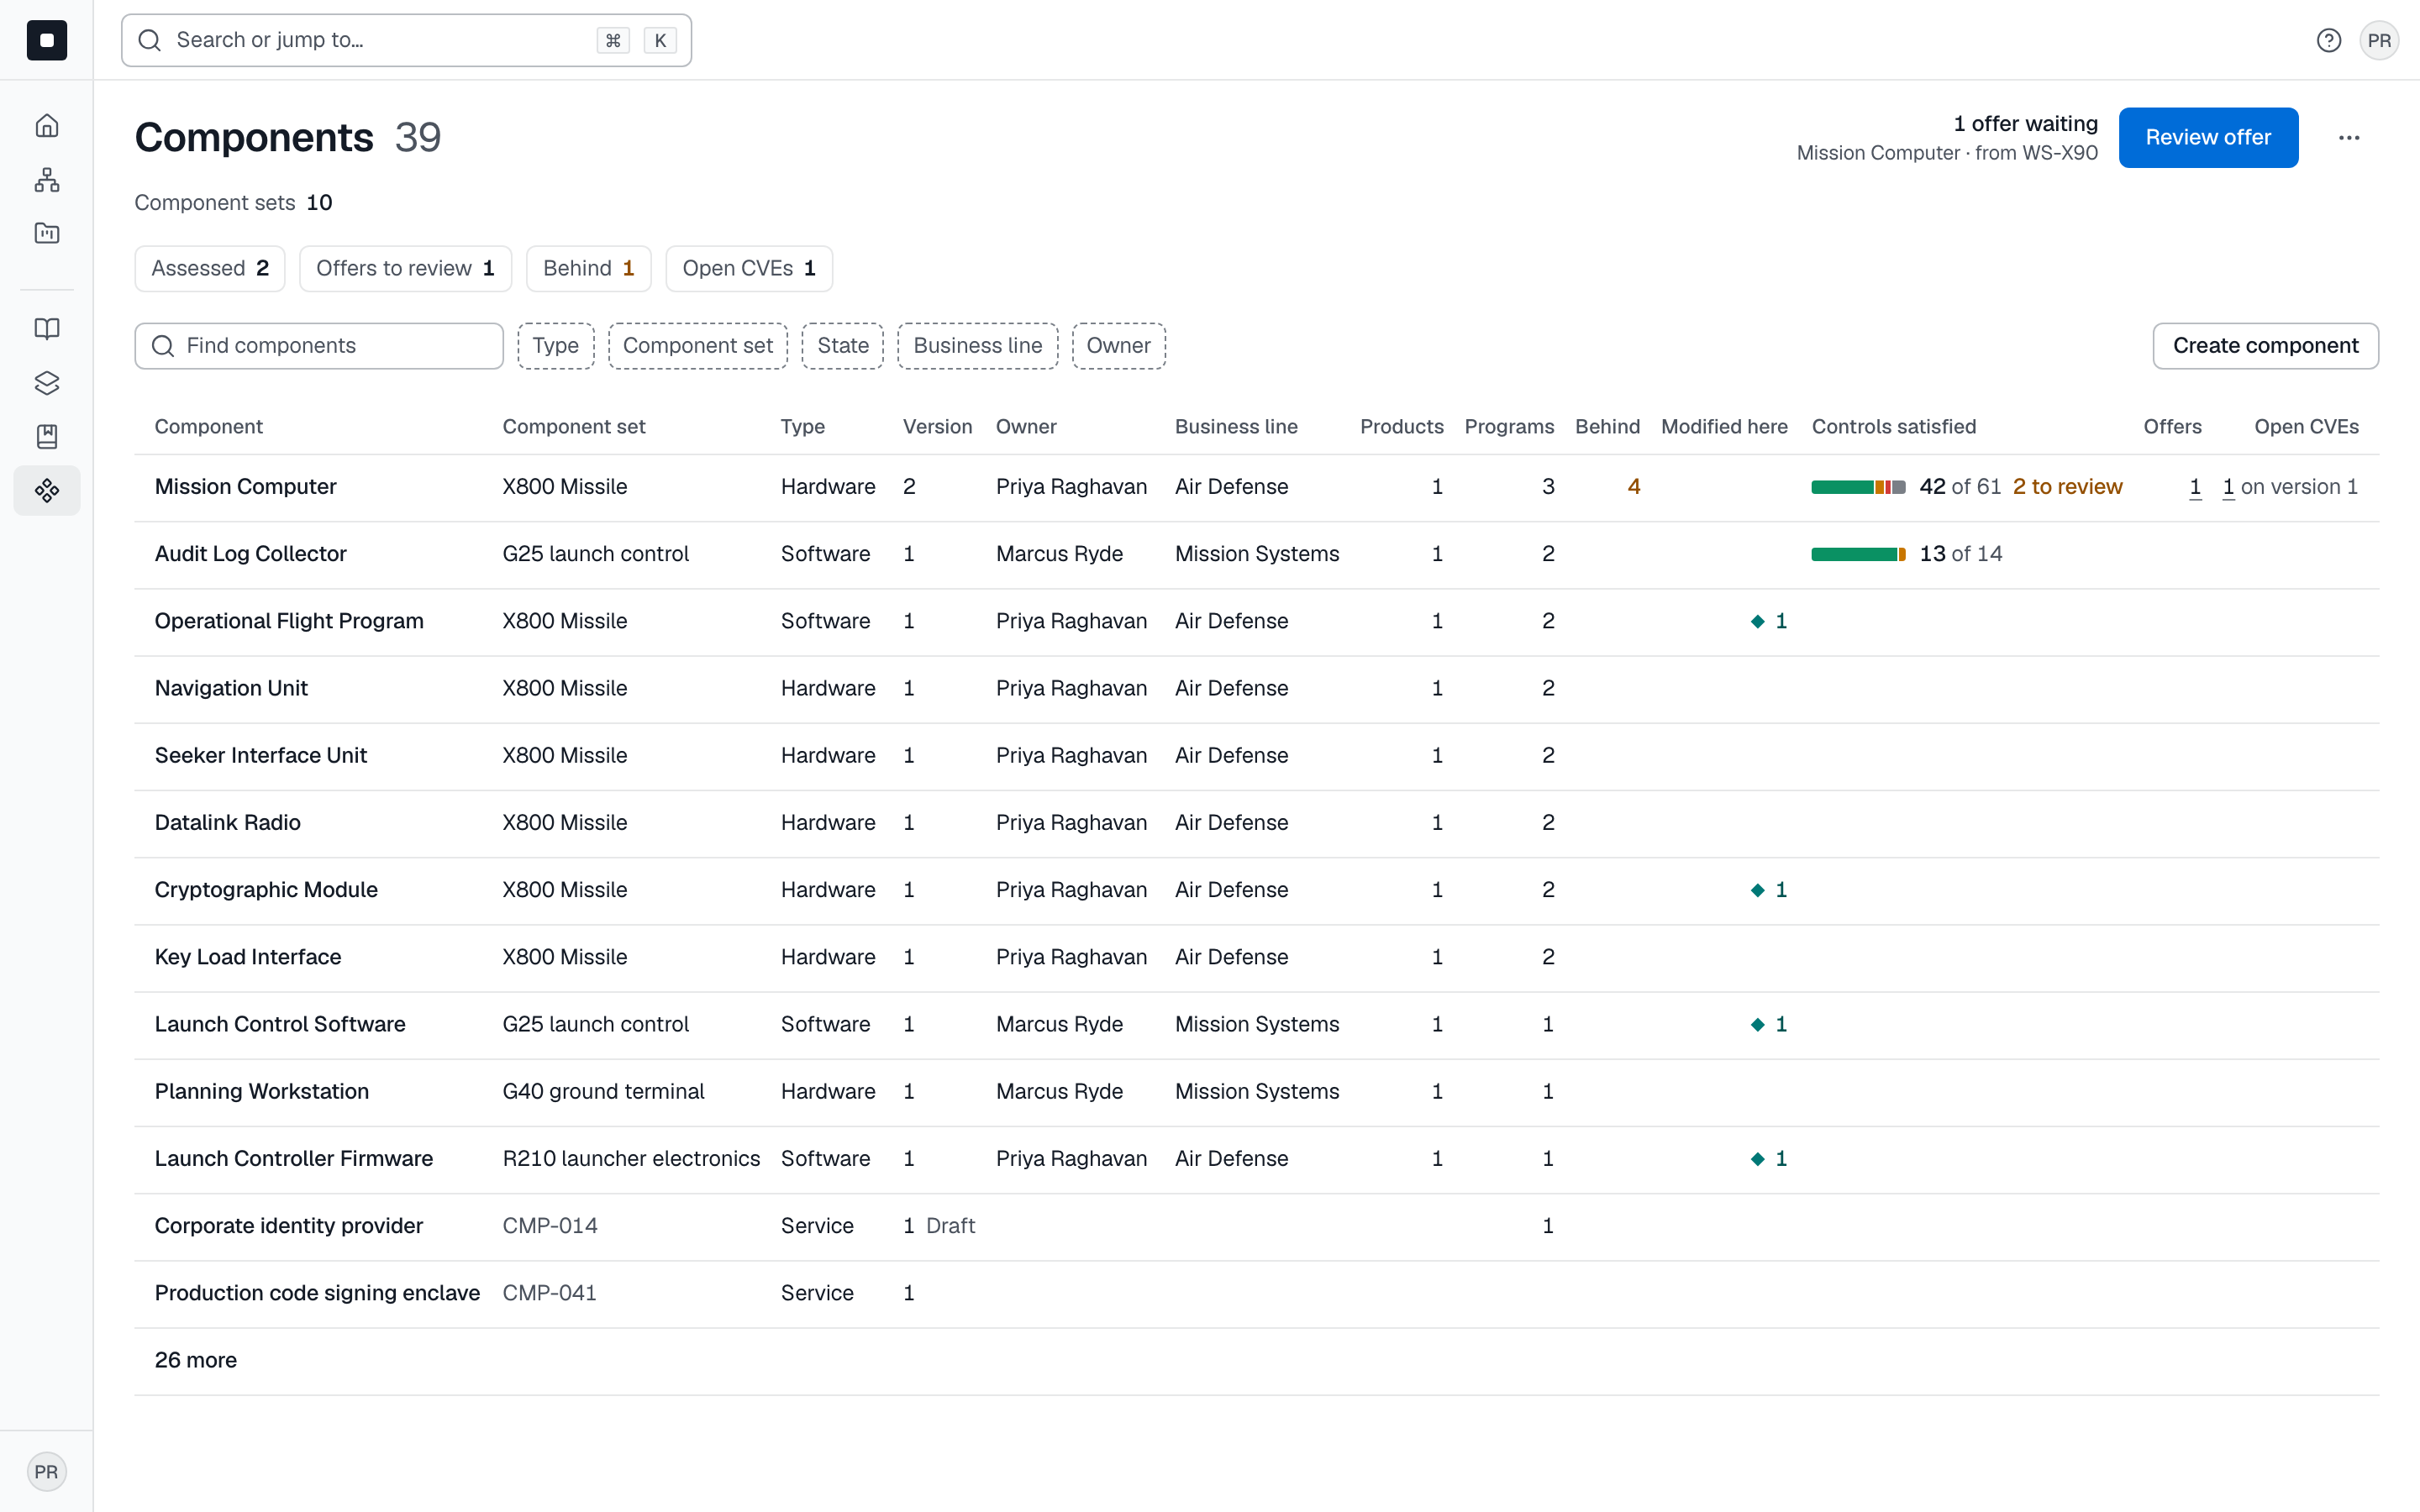 Search or jump to... ⌘ K
PR
Components 39
1 offer waiting
Mission Computer · from WS-X90
Review offer
Component sets 10
Assessed 2 Offers to review 1 Behind 1 Open CVEs 1
Find components Type Component set State Business line Owner Create component
Component Component set Type Version Owner Business line Products Programs Behind Modified here Controls satisfied Offers Open CVEs
Mission Computer X800 Missile Hardware 2 Priya Raghavan Air Defense 1 3 4 42 of 61 2 to review 1 1 on version 1
Audit Log Collector G25 launch control Software 1 Marcus Ryde Mission Systems 1 2 13 of 14
Operational Flight Program X800 Missile Software 1 Priya Raghavan Air Defense 1 2 ◆ 1
Navigation Unit X800 Missile Hardware 1 Priya Raghavan Air Defense 1 2
Seeker Interface Unit X800 Missile Hardware 1 Priya Raghavan Air Defense 1 2
Datalink Radio X800 Missile Hardware 1 Priya Raghavan Air Defense 1 2
Cryptographic Module X800 Missile Hardware 1 Priya Raghavan Air Defense 1 2 ◆ 1
Key Load Interface X800 Missile Hardware 1 Priya Raghavan Air Defense 1 2
Launch Control Software G25 launch control Software 1 Marcus Ryde Mission Systems 1 1 ◆ 1
Planning Workstation G40 ground terminal Hardware 1 Marcus Ryde Mission Systems 1 1
Launch Controller Firmware R210 launcher electronics Software 1 Priya Raghavan Air Defense 1 1 ◆ 1
Corporate identity provider CMP-014 Service 1 Draft 1
Production code signing enclave CMP-041 Service 1
26 more
PR